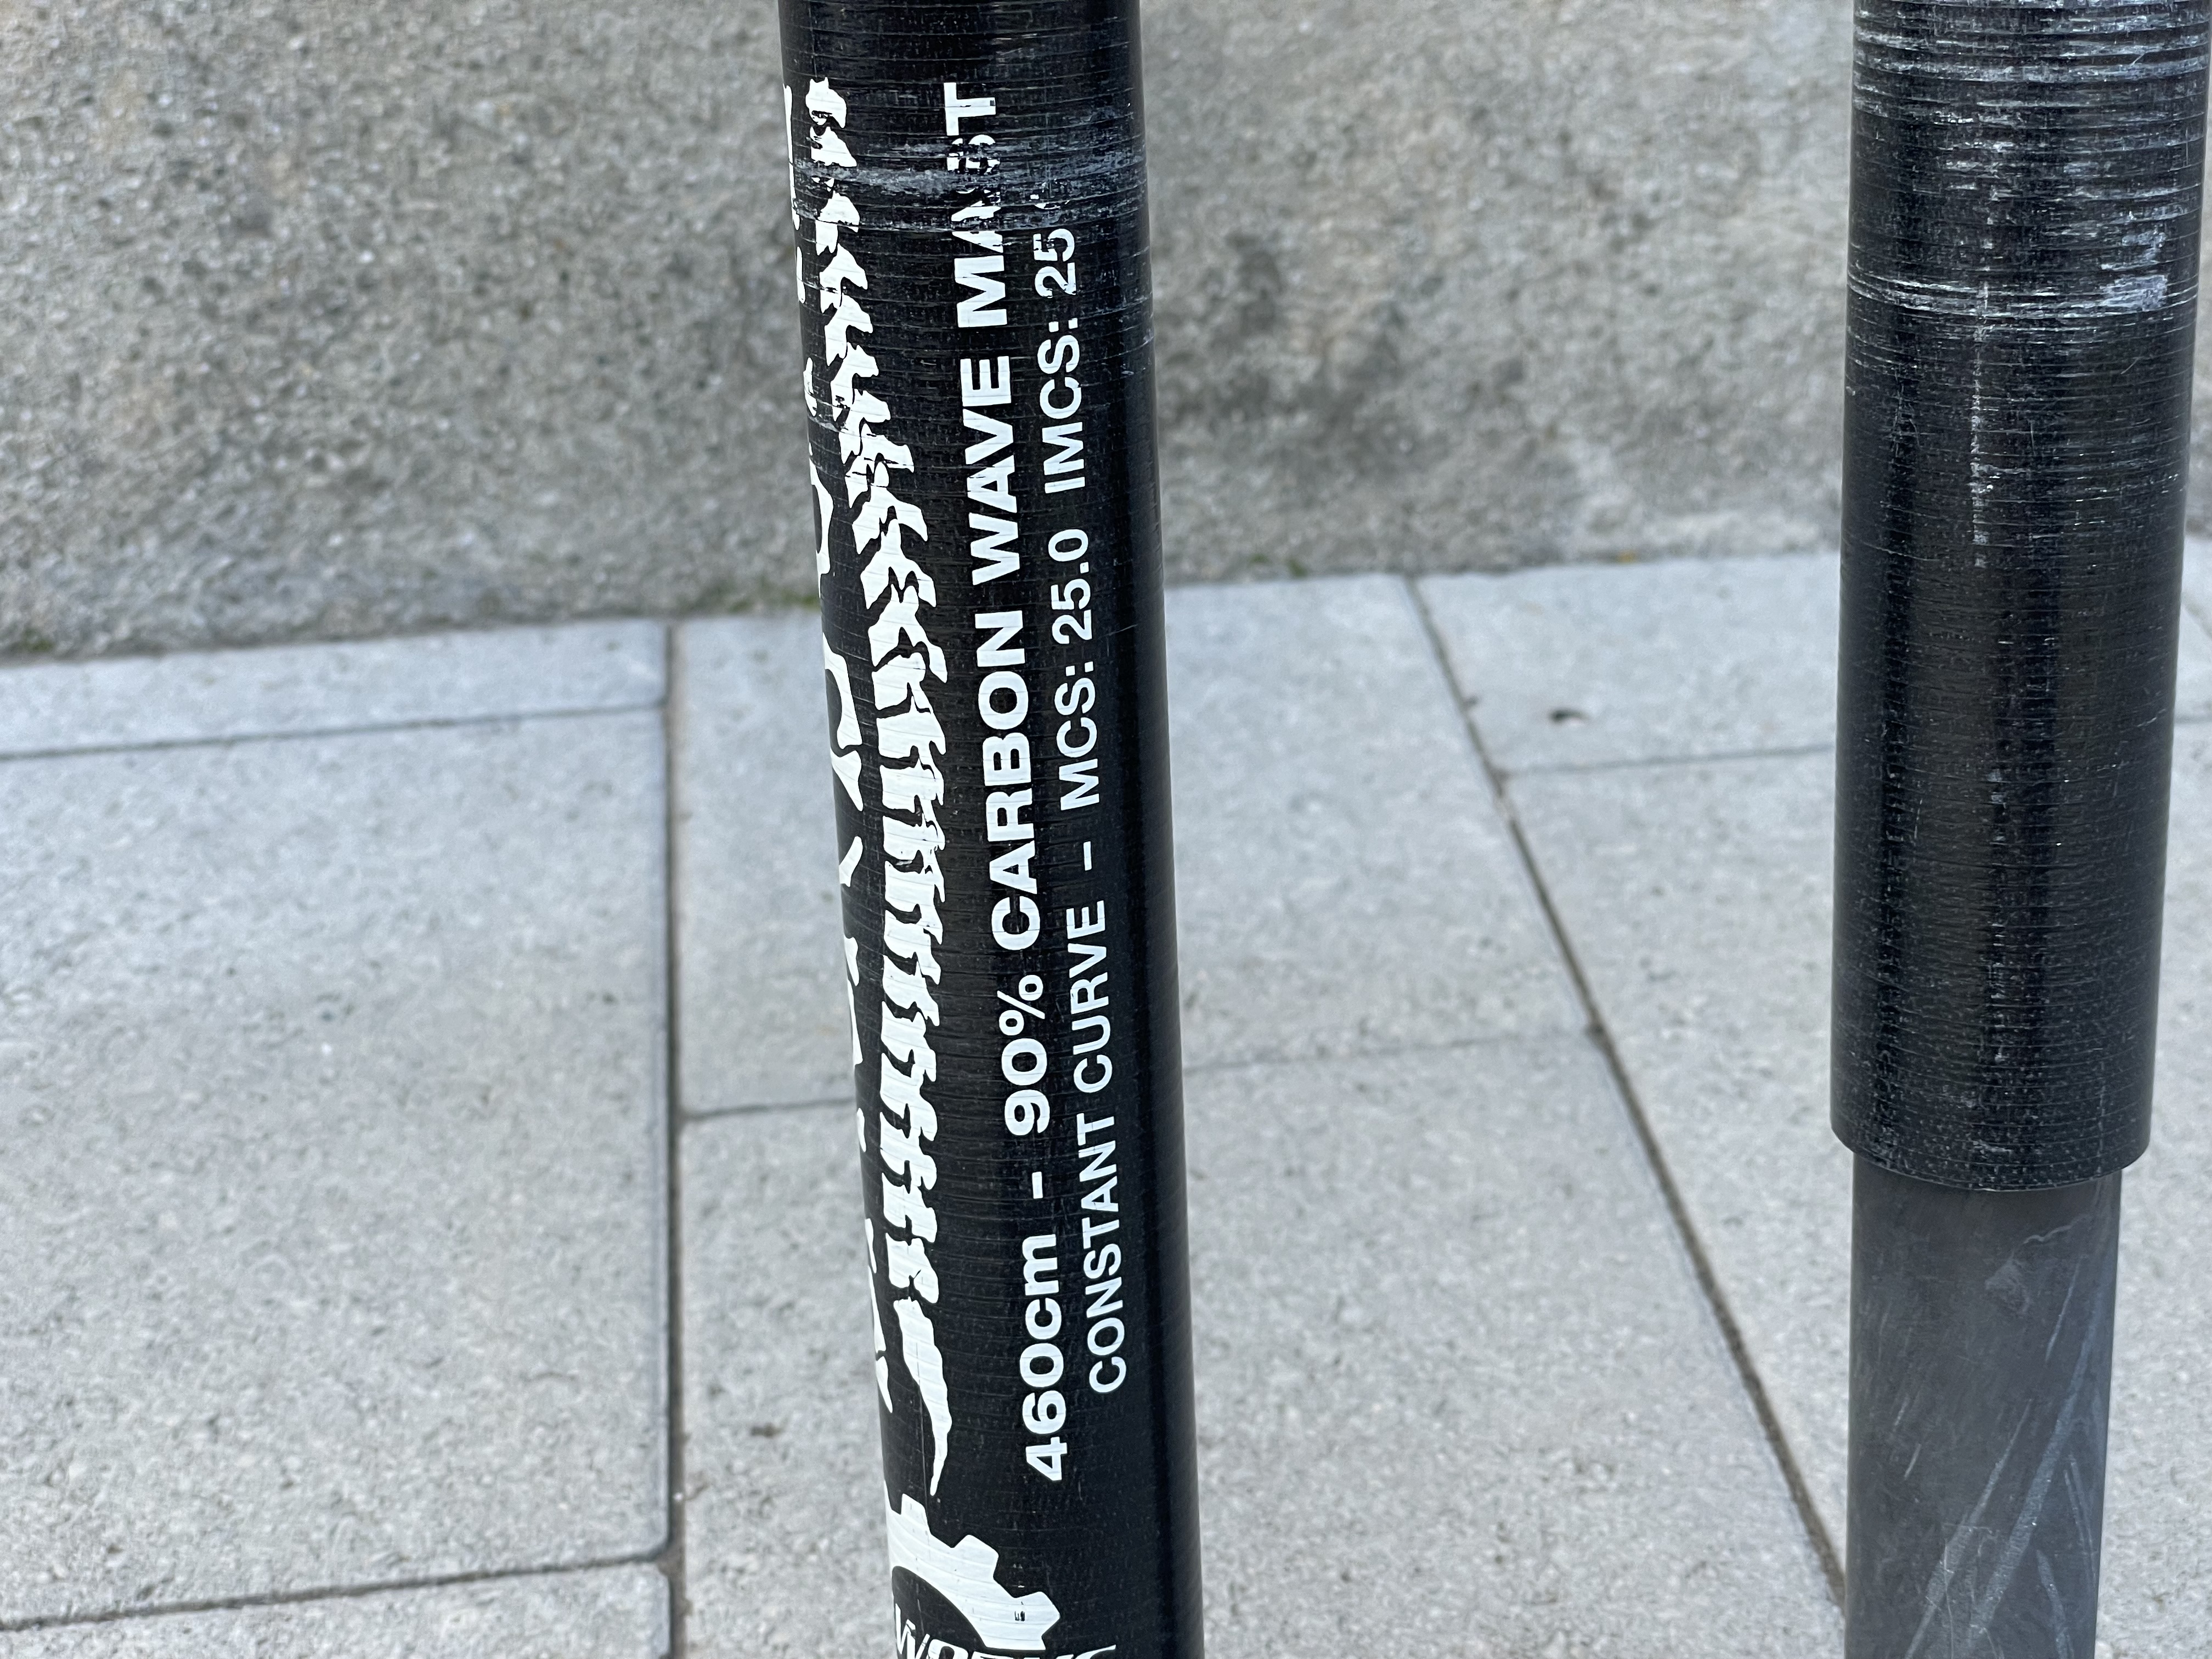 460cm - 90% CARBON WAVE MAST
CONSTANT CURVE - MCS: 25.0 IMCS: 25